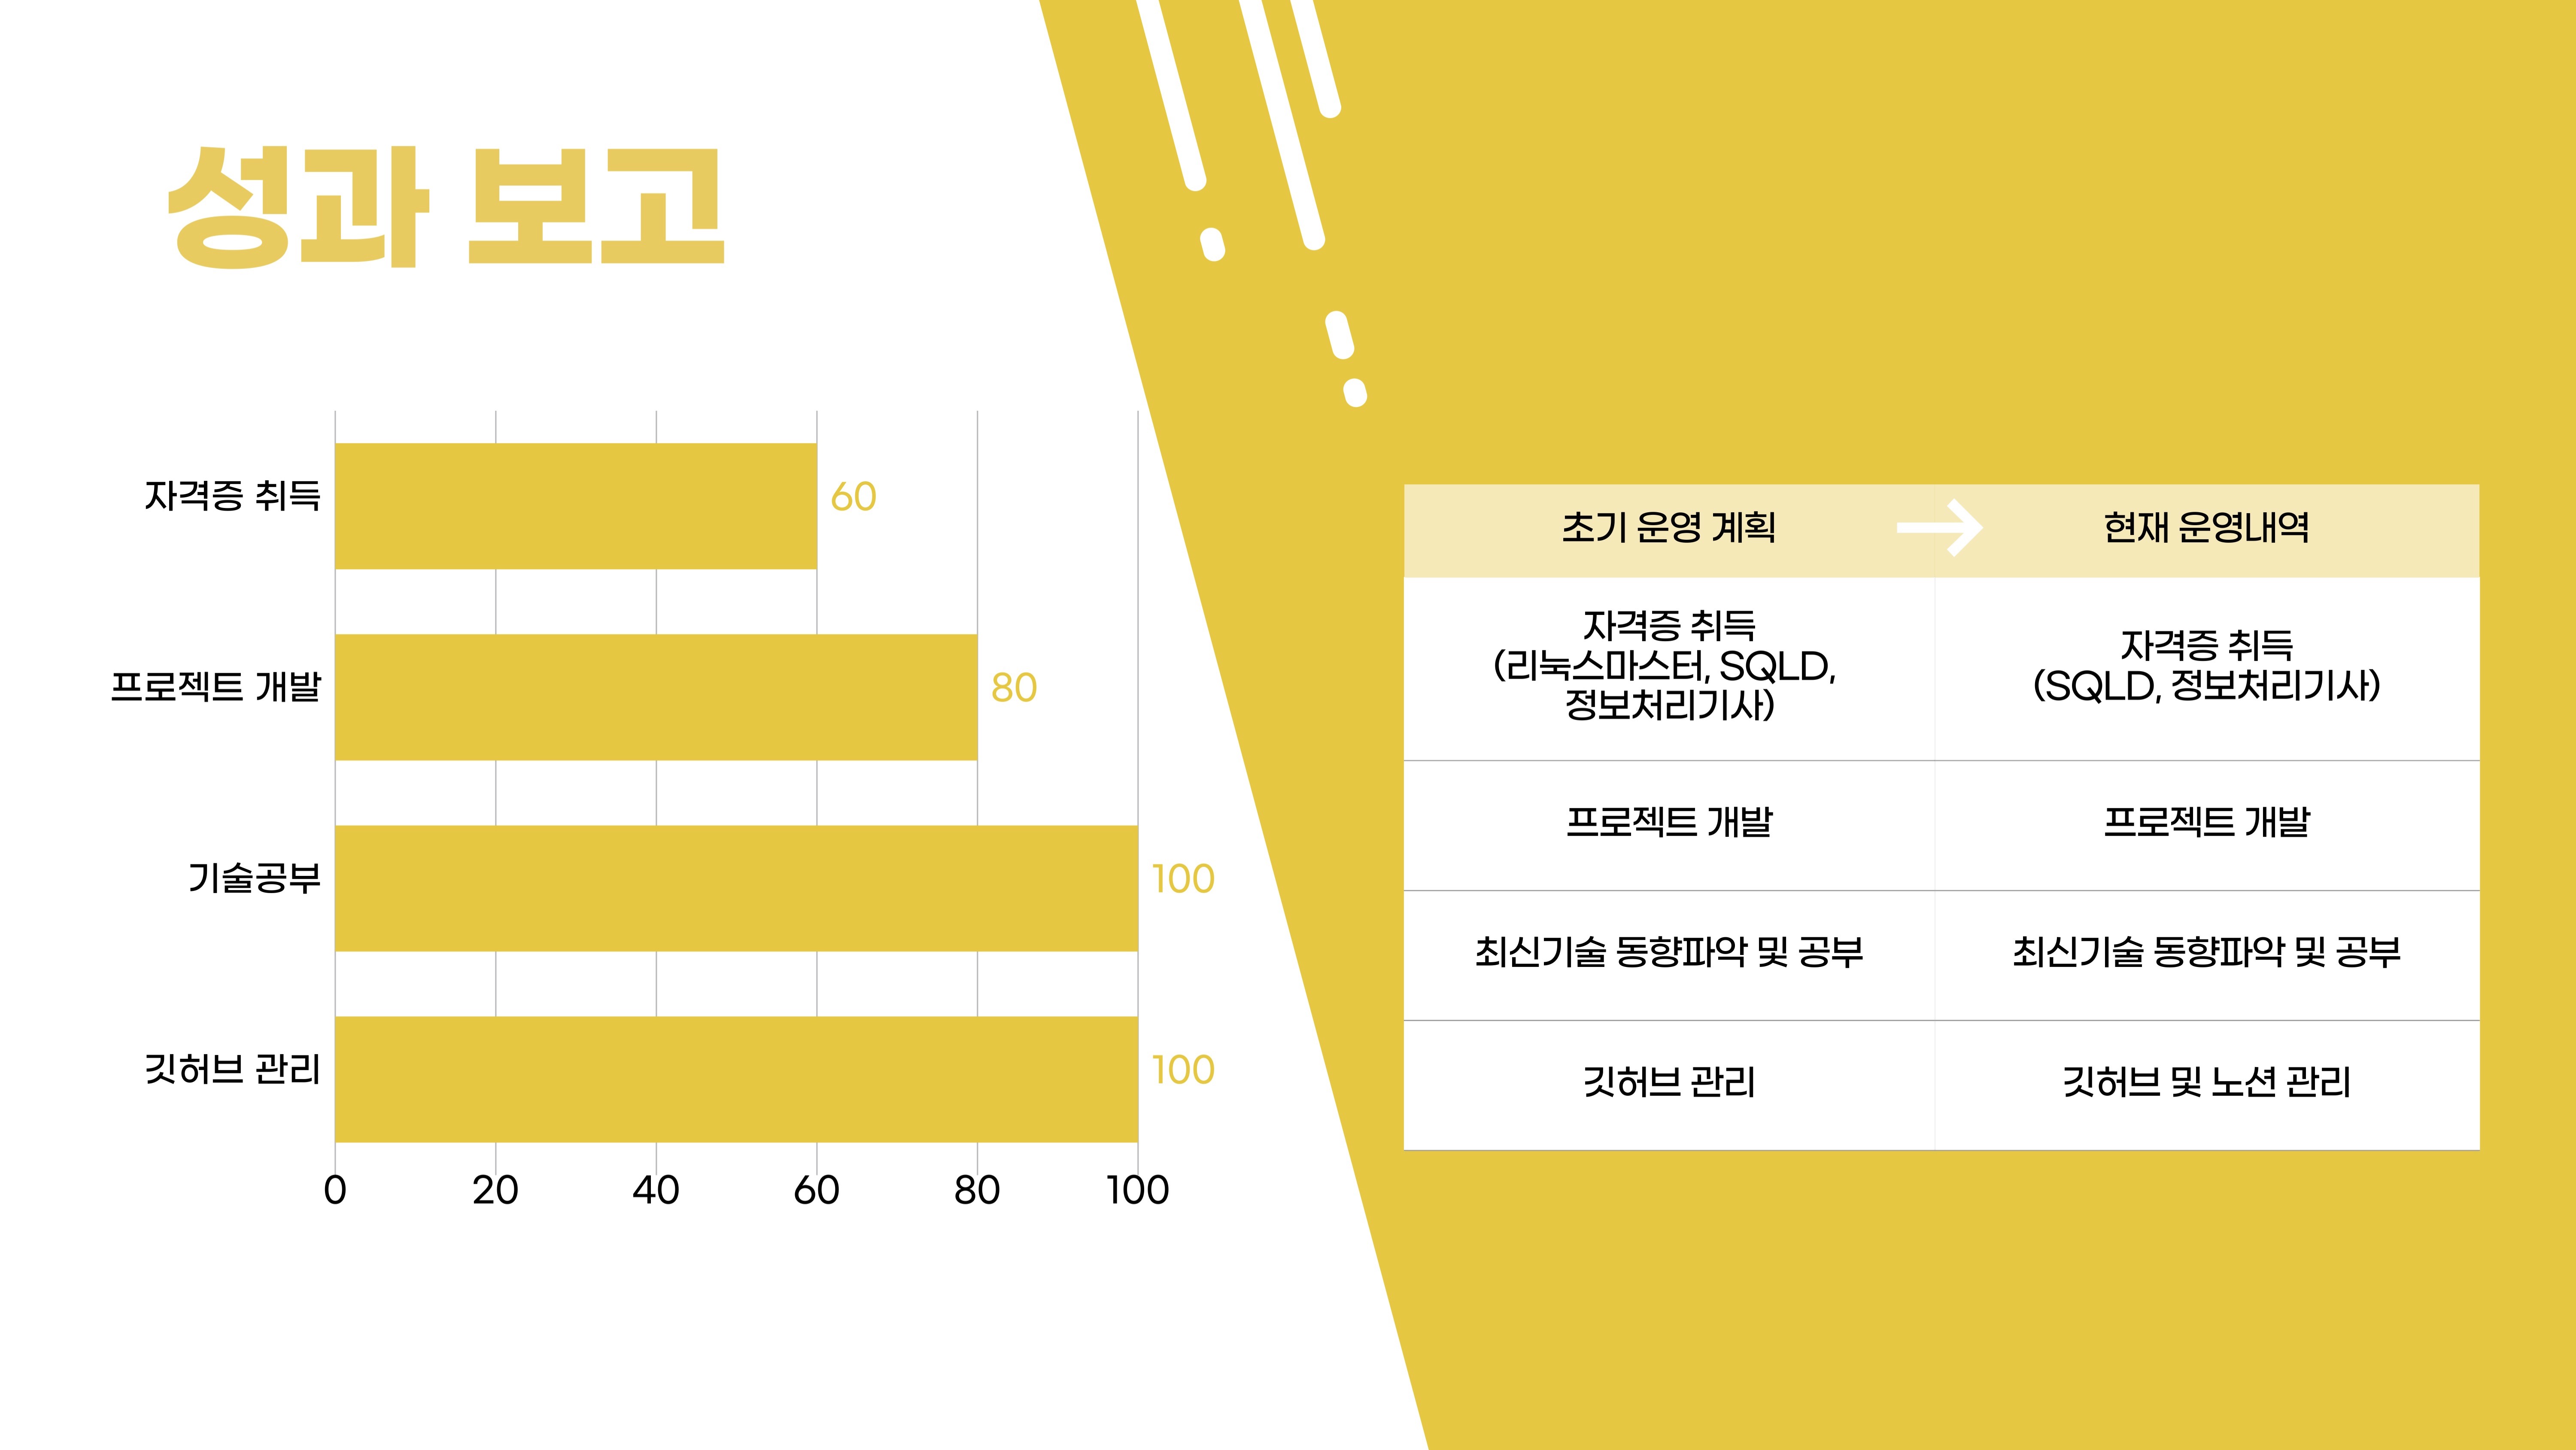 성과 보고
자격증 취득
60
프로젝트 개발
80
기술공부
100
깃허브 관리
100
0 20 40 60 80 100
초기 운영 계획 현재 운영내역
자격증 취득
(리눅스마스터, SQLD,
정보처리기사)
자격증 취득
(SQLD, 정보처리기사)
프로젝트 개발 프로젝트 개발
최신기술 동향파악 및 공부 최신기술 동향파악 및 공부
깃허브 관리 깃허브 및 노션 관리